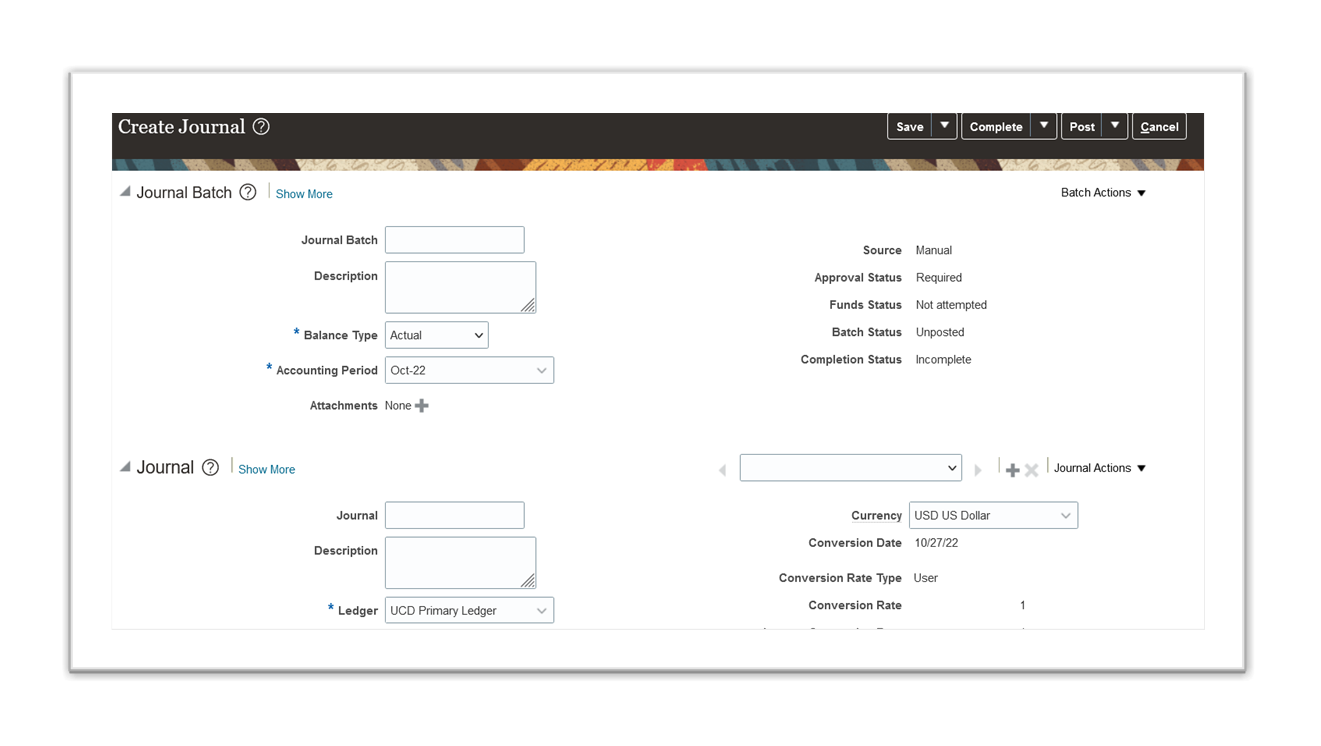 Create Journal ?
Save Complete Post Cancel
Journal Batch ? Show More Batch Actions
Journal Batch
Description
* Balance Type Actual
* Accounting Period Oct-22
Attachments None
Source Manual
Approval Status Required
Funds Status Not attempted
Batch Status Unposted
Completion Status Incomplete
Journal ? Show More Journal Actions
Journal
Description
* Ledger UCD Primary Ledger
Currency USD US Dollar
Conversion Date 10/27/22
Conversion Rate Type User
Conversion Rate 1